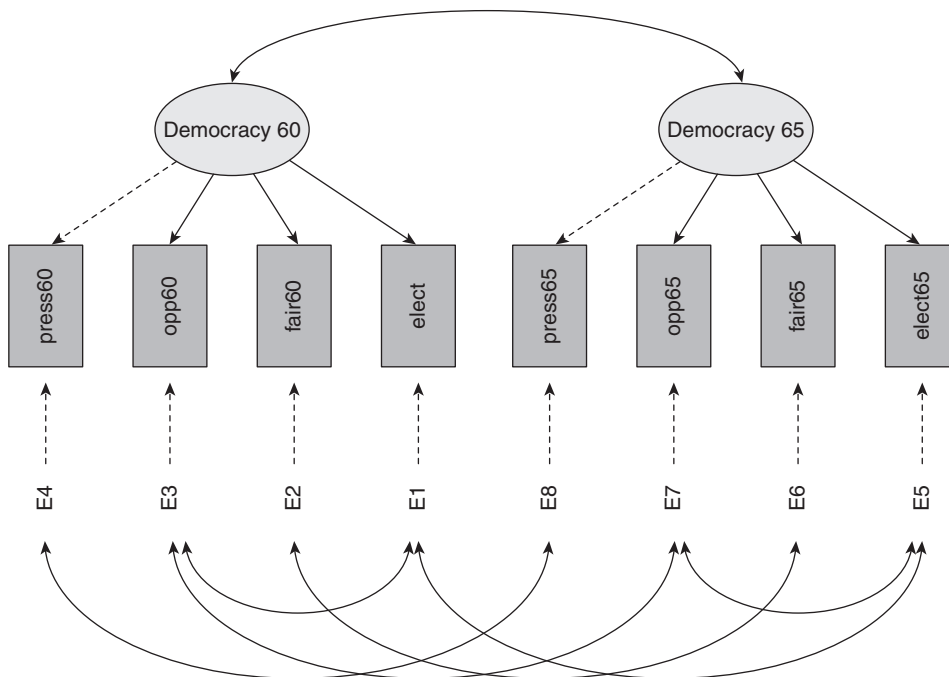 Democracy 60
Democracy 65
press60
opp60
fair60
elect
press65
opp65
fair65
elect65
E4
E3
E2
E1
E8
E7
E6
E5